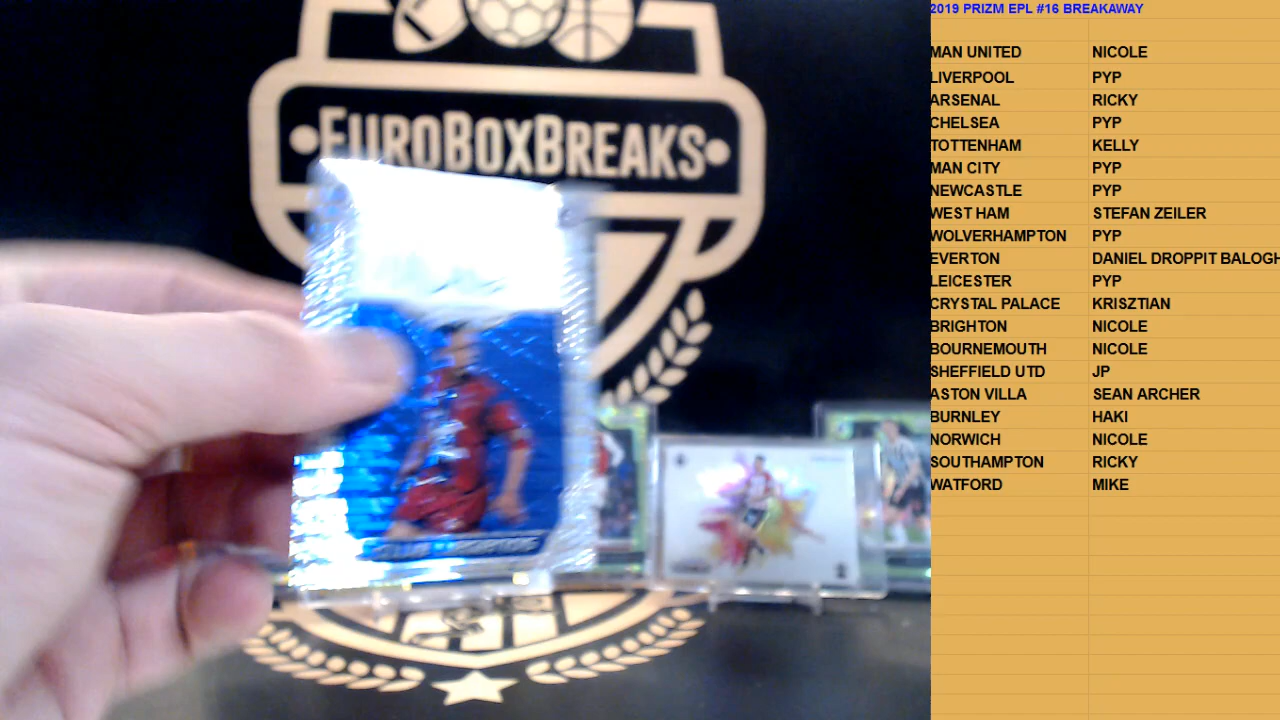 EUROBOXBREAKS
2019 PRIZM EPL #16 BREAKAWAY
MAN UNITED NICOLE
LIVERPOOL PYP
ARSENAL RICKY
CHELSEA PYP
TOTTENHAM KELLY
MAN CITY PYP
NEWCASTLE PYP
WEST HAM STEFAN ZEILER
WOLVERHAMPTON PYP
EVERTON DANIEL DROPPIT BALOGH
LEICESTER PYP
CRYSTAL PALACE KRISZTIAN
BRIGHTON NICOLE
BOURNEMOUTH NICOLE
SHEFFIELD UTD JP
ASTON VILLA SEAN ARCHER
BURNLEY HAKI
NORWICH NICOLE
SOUTHAMPTON RICKY
WATFORD MIKE